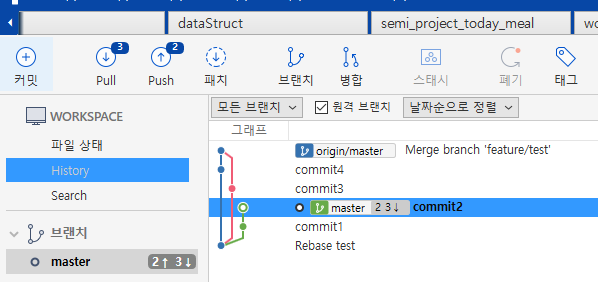 dataStruct
semi_project_today_meal
3
2
커밋
Pull
Push
패치
브랜치
병합
스태시
폐기
태그
WORKSPACE
모든 브랜치
원격 브랜치
날짜순으로 정렬
파일 상태
History
Search
브랜치
master
2↑ 3↓
그래프
origin/master Merge branch 'feature/test'
commit4
commit3
master 2 3↓ commit2
commit1
Rebase test